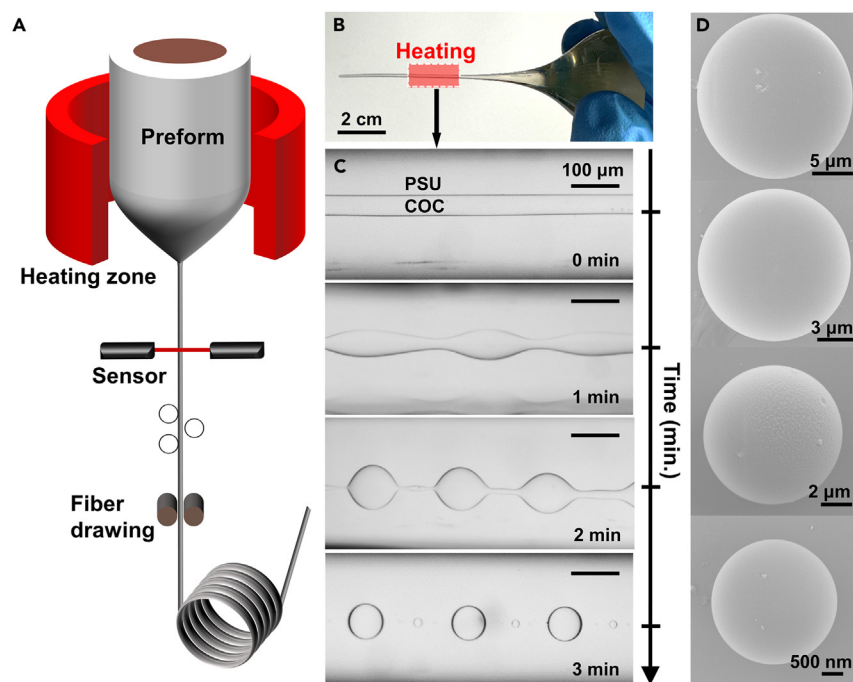 A
Preform
Heating zone
Sensor
Fiber
drawing
B
Heating
2 cm
C
100 µm
PSU
COC
0 min
1 min
2 min
3 min
Time (min.)
D
5 µm
3 µm
2 µm
500 nm